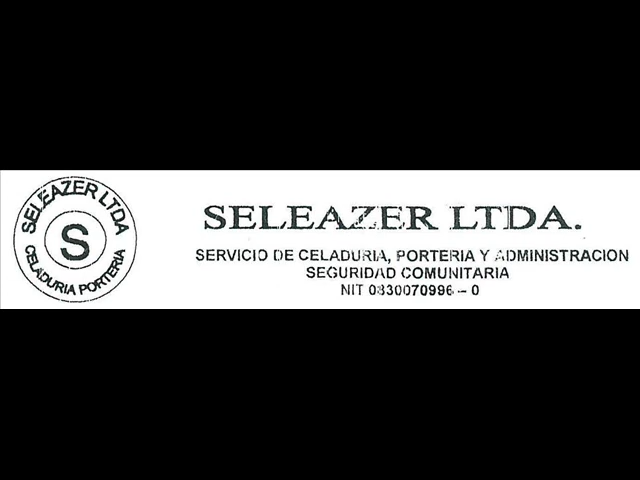 SELEAZER LTDA
S
CELADURIA PORTERIA
SELEAZER LTDA.
SERVICIO DE CELADURIA, PORTERIA Y ADMINISTRACION
SEGURIDAD COMUNITARIA
NIT 0830070996 – 0